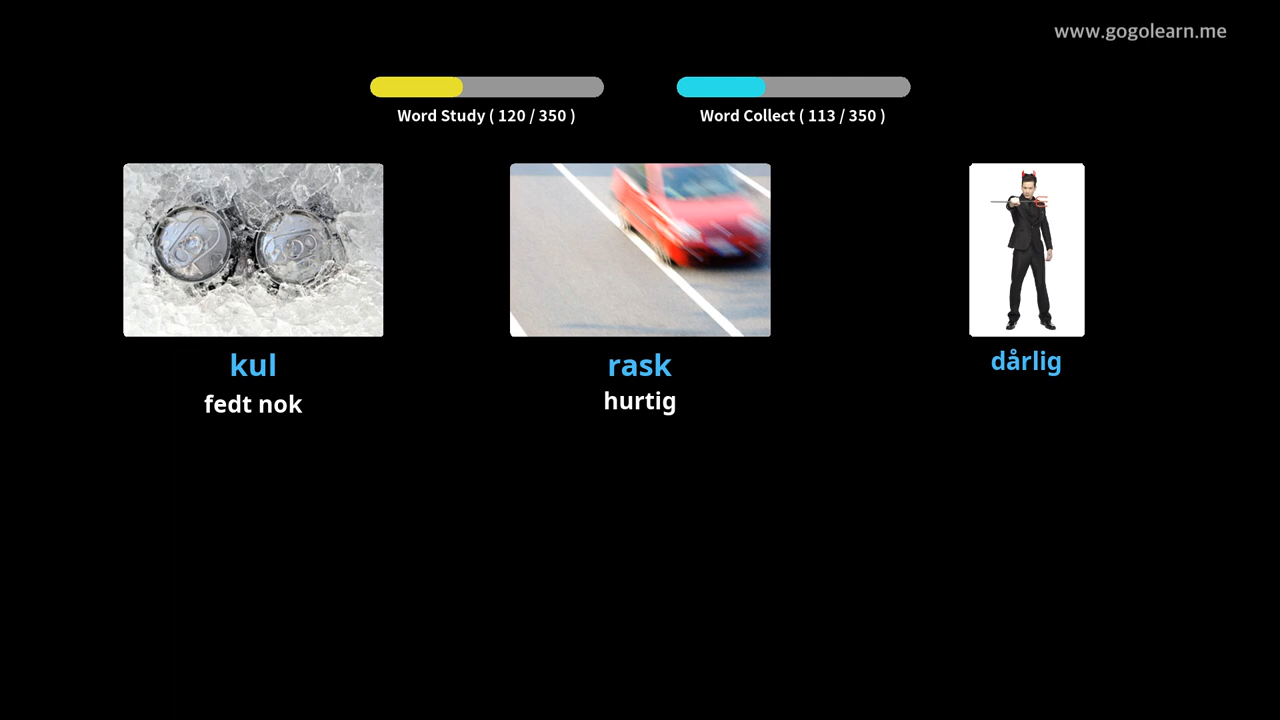 www.gogolearn.me
Word Study ( 120 / 350 )
Word Collect ( 113 / 350 )
kul
fedt nok
rask
hurtig
dårlig